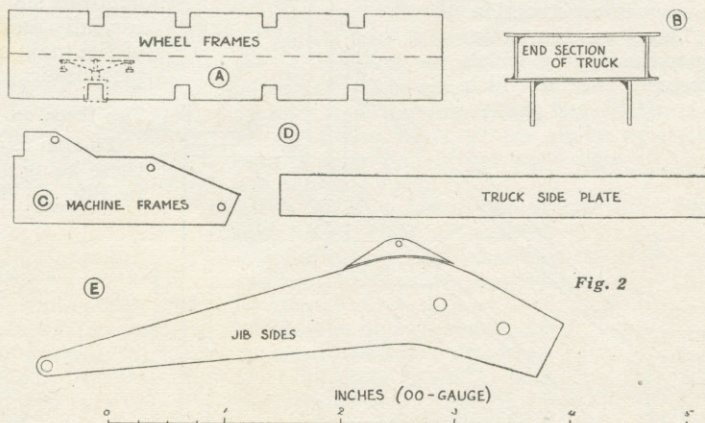 B
WHEEL FRAMES
A
END SECTION
OF TRUCK
D
C
MACHINE FRAMES
TRUCK SIDE PLATE
E
Fig. 2
JIB SIDES
INCHES (OO-GAUGE)
0 1 2 3 4 5